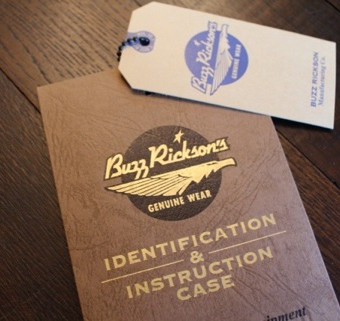 Buzz Rickson's
GENUINE WEAR
BUZZ RICKSON
Manufacturing Co.
Buzz Rickson's
GENUINE WEAR
IDENTIFICATION
&
INSTRUCTION
CASE